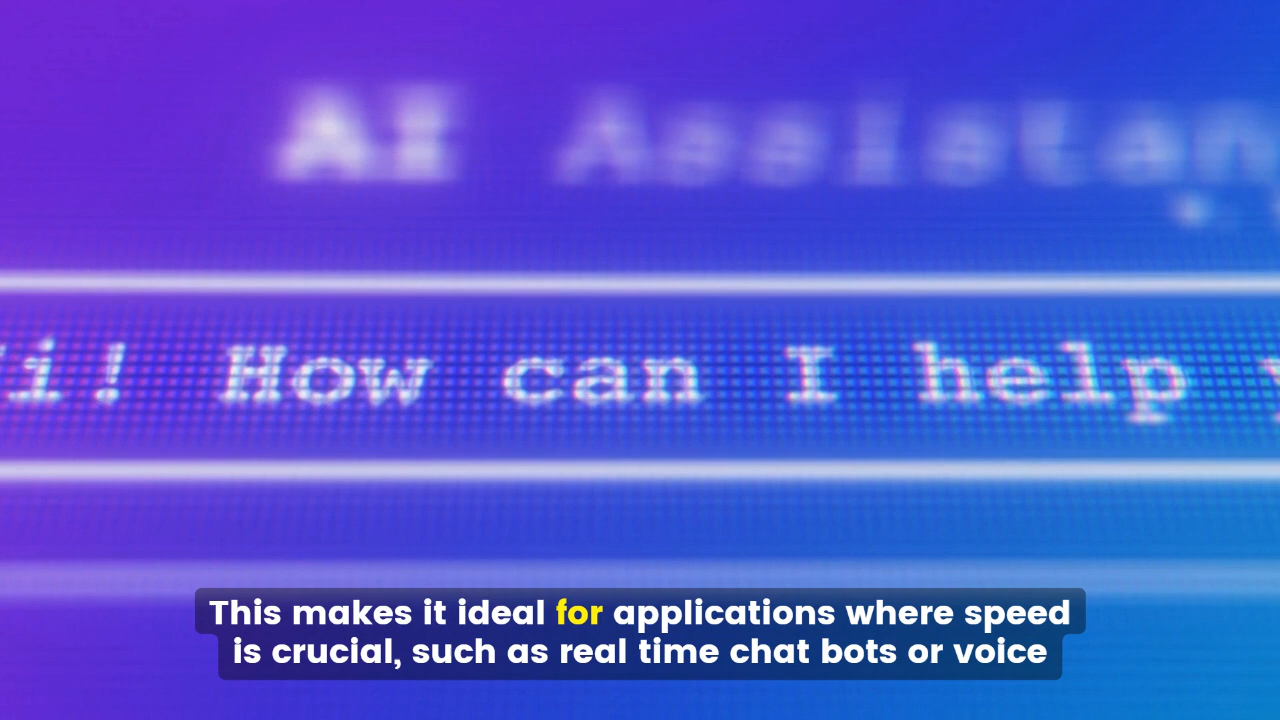 AI Assistan
i! How can I help
This makes it ideal for applications where speed
is crucial, such as real time chat bots or voice